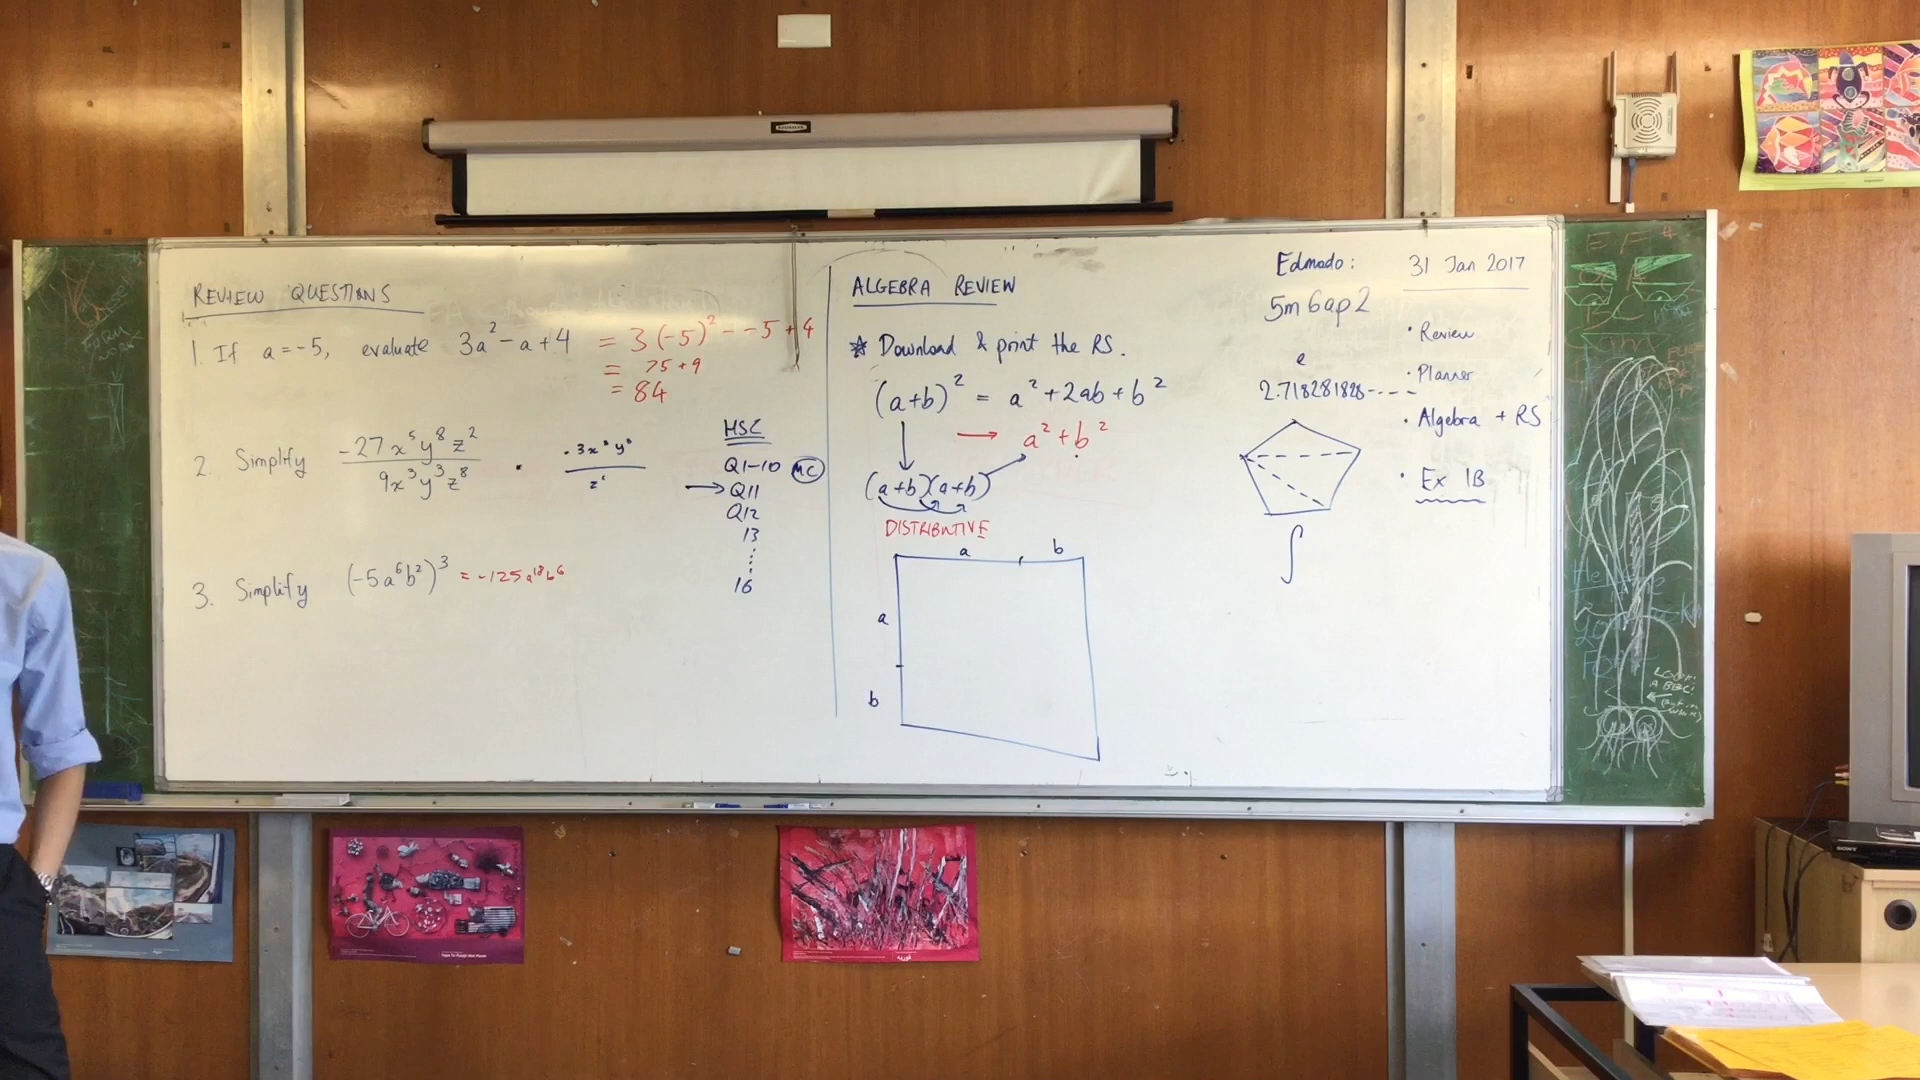 REVIEW QUESTIONS
1. If a = -5, evaluate 3a² - a + 4 = 3(-5)² - -5 + 4
= 75 + 9
= 84
2. Simplify -27x⁵y⁸z² / 9x³y³z⁸
3. Simplify (-5a⁶b²)³ = -125a¹⁸b⁶
HSC
Q1-10 MC
→ Q11
Q12
13
⋮
16
ALGEBRA REVIEW
* Download & print the RS.
(a+b)² = a² + 2ab + b²
→ a² + b²
(a+b)(a+b)
DISTRIBUTIVE
a b
a
b
Edmodo:
5m6ap2
e
2.718281828----
∫
31 Jan 2017
• Review
• Planner
• Algebra + RS
• Ex 1B
LOOK!
SONY